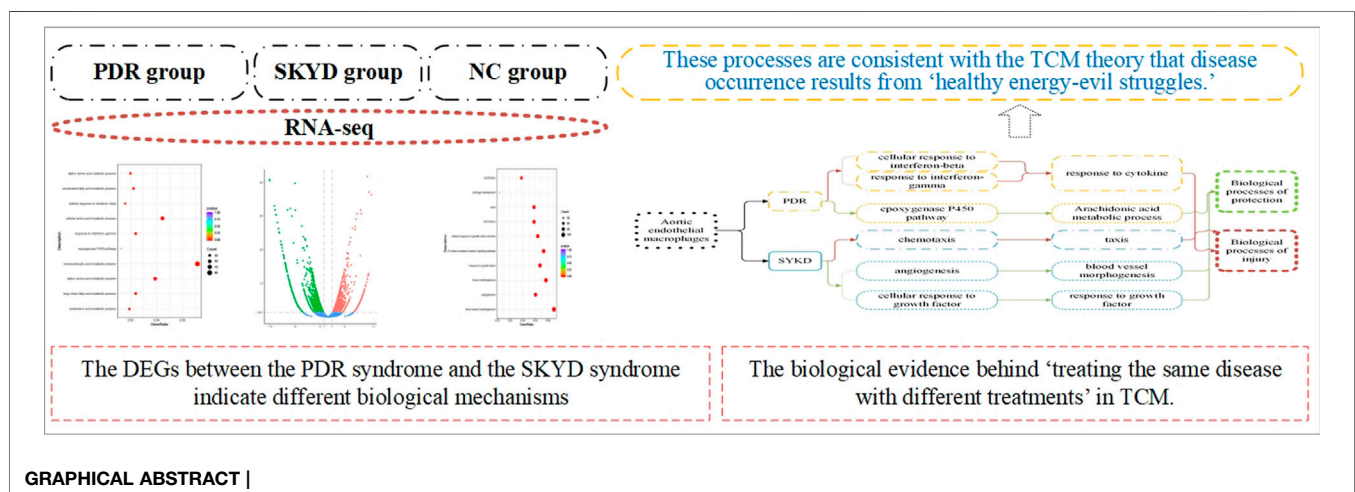 PDR group
SKYD group
NC group
RNA-seq
These processes are consistent with the TCM theory that disease
occurrence results from ‘healthy energy-evil struggles.’
Aortic
endothelial
macrophages
PDR
SYKD
cellular response to
interferon-beta
response to interferon-
gamma
epoxygenase P450
pathway
chemotaxis
angiogenesis
cellular response to
growth factor
response to cytokine
Arachidonic acid
metabolic process
taxis
blood vessel
morphogenesis
response to growth
factor
Biological
processes of
protection
Biological
processes of
injury
The DEGs between the PDR syndrome and the SKYD syndrome
indicate different biological mechanisms
The biological evidence behind ‘treating the same disease
with different treatments’ in TCM.
GRAPHICAL ABSTRACT |